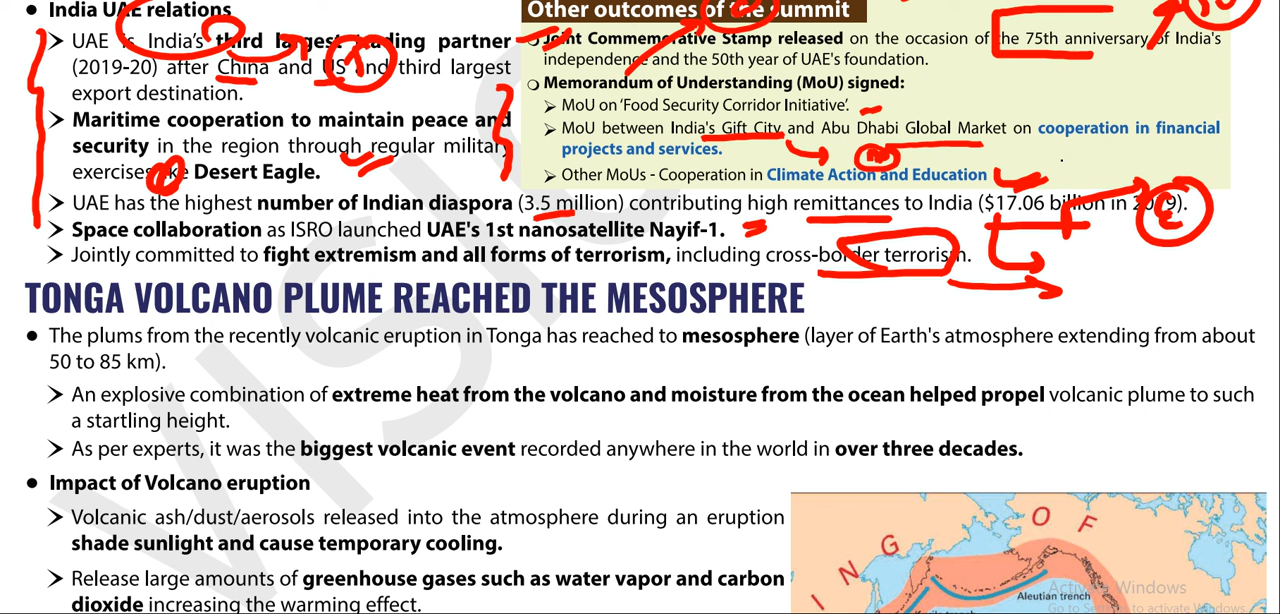 India UAE relations
UAE is India's third largest trading partner
(2019-20) after China and US and third largest
export destination.
Maritime cooperation to maintain peace and
security in the region through regular military
exercises like Desert Eagle.
Other outcomes of the summit
Joint Commemorative Stamp released on the occasion of the 75th anniversary of India's
independence and the 50th year of UAE's foundation.
Memorandum of Understanding (MoU) signed:
MoU on 'Food Security Corridor Initiative'.
MoU between India's Gift City and Abu Dhabi Global Market on cooperation in financial
projects and services.
Other MoUs - Cooperation in Climate Action and Education
UAE has the highest number of Indian diaspora (3.5 million) contributing high remittances to India ($17.06 billion in 2019).
Space collaboration as ISRO launched UAE's 1st nanosatellite Nayif-1.
Jointly committed to fight extremism and all forms of terrorism, including cross-border terrorism.
TONGA VOLCANO PLUME REACHED THE MESOSPHERE
The plums from the recently volcanic eruption in Tonga has reached to mesosphere (layer of Earth's atmosphere extending from about
50 to 85 km).
An explosive combination of extreme heat from the volcano and moisture from the ocean helped propel volcanic plume to such
a startling height.
As per experts, it was the biggest volcanic event recorded anywhere in the world in over three decades.
Impact of Volcano eruption
Volcanic ash/dust/aerosols released into the atmosphere during an eruption
shade sunlight and cause temporary cooling.
Release large amounts of greenhouse gases such as water vapor and carbon
dioxide increasing the warming effect.
I N G O F
Aleutian trench
Activate Windows
Go to Settings to activate Windows.
VISIO